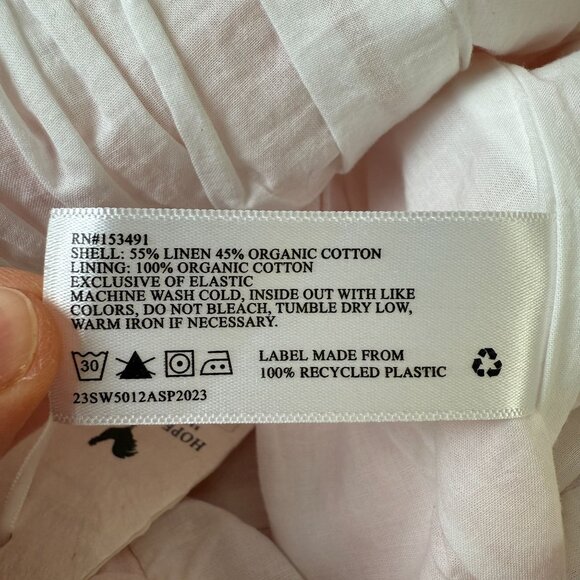 RN#153491
SHELL: 55% LINEN 45% ORGANIC COTTON
LINING: 100% ORGANIC COTTON
EXCLUSIVE OF ELASTIC
MACHINE WASH COLD, INSIDE OUT WITH LIKE
COLORS, DO NOT BLEACH, TUMBLE DRY LOW,
WARM IRON IF NECESSARY.
30
LABEL MADE FROM
100% RECYCLED PLASTIC
23SW5012ASP2023